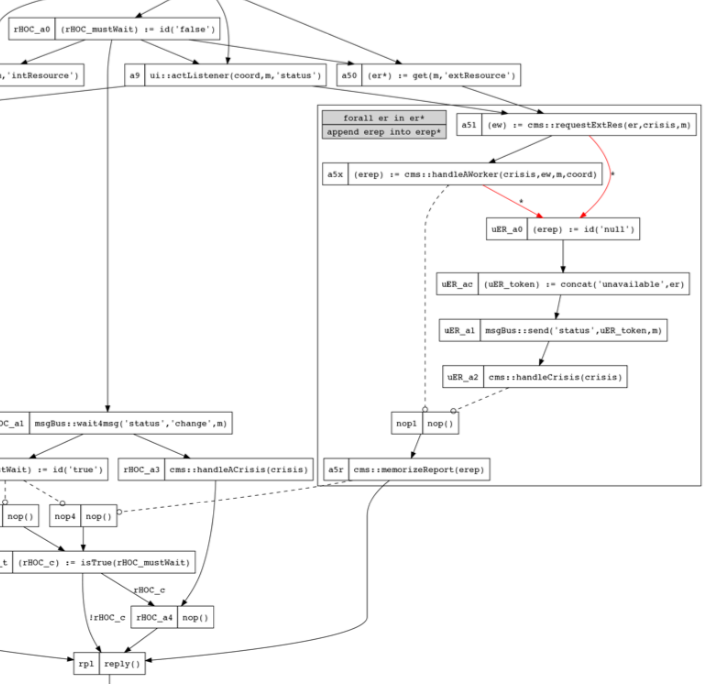 rHOC_a0 (rHOC_mustWait) := id('false')
,'intResource')
a9 ui::actListener(coord,m,'status')
a50 (er*) := get(m,'extResource')
forall er in er*
append erep into erep*
a51 (ew) := cms::requestExtRes(er,crisis,m)
a5x (erep) := cms::handleAWorker(crisis,ew,m,coord)
*
*
uER_a0 (erep) := id('null')
uER_ac (uER_token) := concat('unavailable',er)
uER_a1 msgBus::send('status',uER_token,m)
uER_a2 cms::handleCrisis(crisis)
OC_a1 msgBus::wait4msg('status','change',m)
nop1 nop()
tWait) := id('true')
rHOC_a3 cms::handleACrisis(crisis)
a5r cms::memorizeReport(erep)
nop()
nop4 nop()
_t (rHOC_c) := isTrue(rHOC_mustWait)
rHOC_c
!rHOC_c
rHOC_a4 nop()
rpl reply()